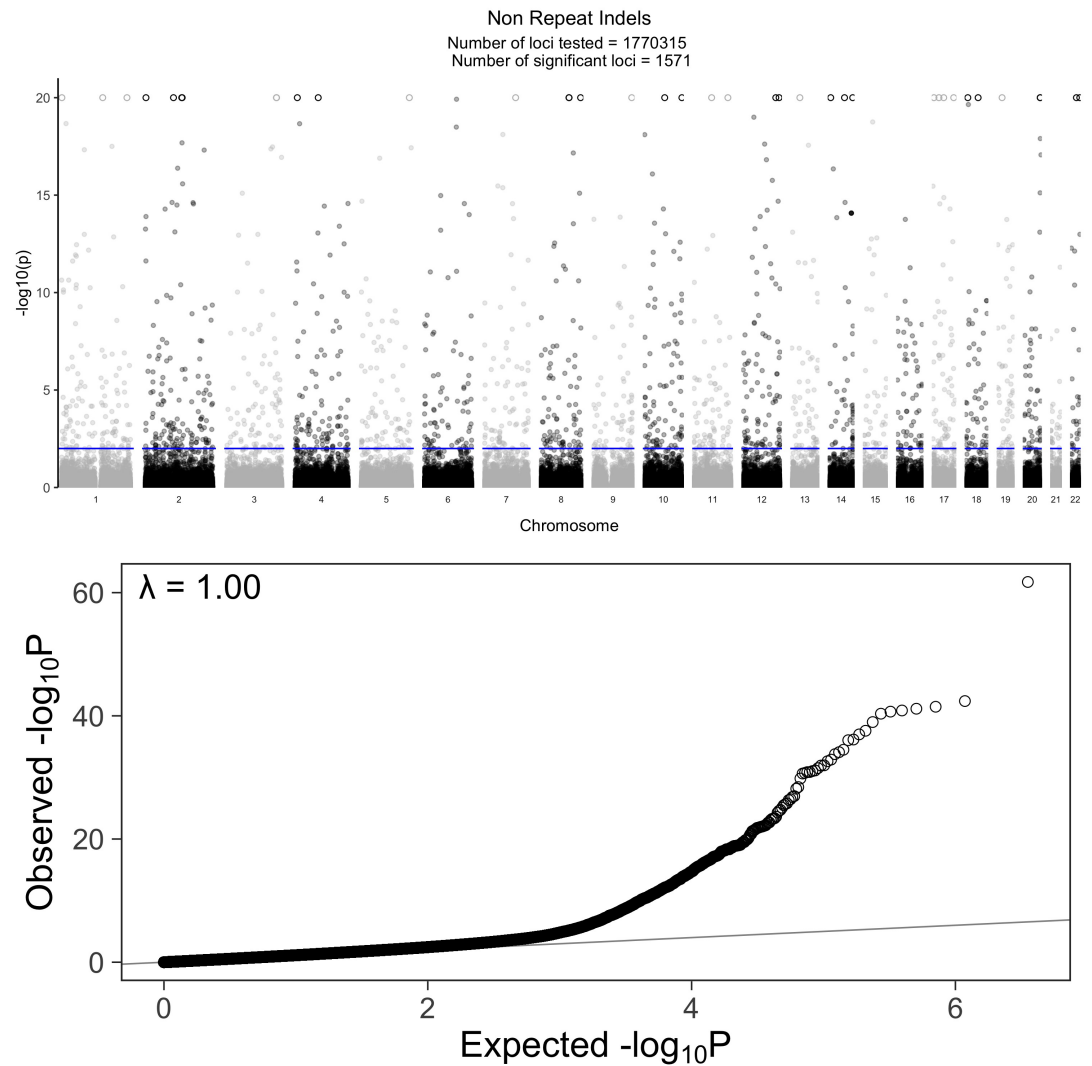 Non Repeat Indels
Number of loci tested = 1770315
Number of significant loci = 1571
20
15
10
5
0
-log10(p)
1 2 3 4 5 6 7 8 9 10 11 12 13 14 15 16 17 18 19 20 21 22
Chromosome
λ = 1.00
60
40
20
0
Observed -log10P
0 2 4 6
Expected -log10P